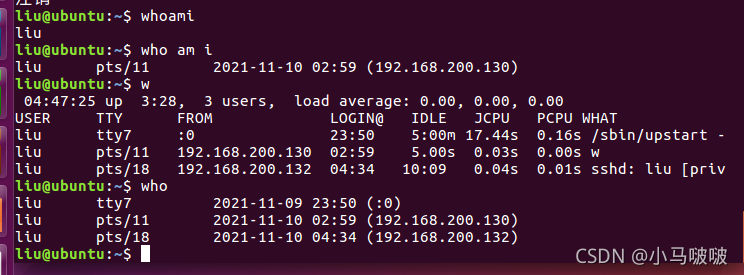 liu@ubuntu:~$ whoami
liu
liu@ubuntu:~$ who am i
liu      pts/11       2021-11-10 02:59 (192.168.200.130)
liu@ubuntu:~$ w
 04:47:25 up  3:28,  3 users,  load average: 0.00, 0.00, 0.00
USER     TTY      FROM             LOGIN@   IDLE   JCPU   PCPU WHAT
liu      tty7     :0               23:50    5:00m 17.44s  0.16s /sbin/upstart -
liu      pts/11   192.168.200.130  02:59    5.00s  0.03s  0.00s w
liu      pts/18   192.168.200.132  04:34   10:09   0.04s  0.01s sshd: liu [priv
liu@ubuntu:~$ who
liu      tty7         2021-11-09 23:50 (:0)
liu      pts/11       2021-11-10 02:59 (192.168.200.130)
liu      pts/18       2021-11-10 04:34 (192.168.200.132)
liu@ubuntu:~$
CSDN @小马啵啵